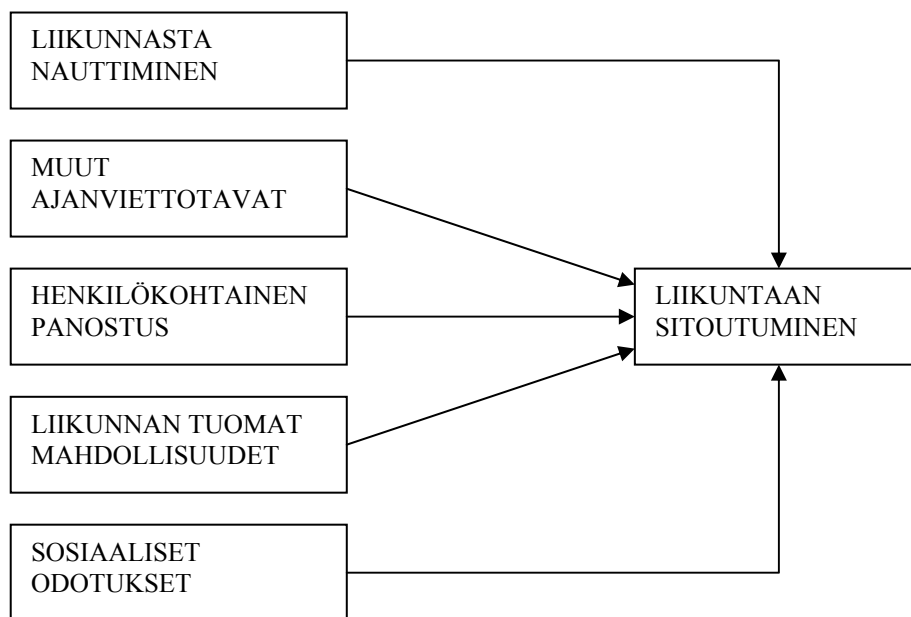 LIIKUNNASTA
NAUTTIMINEN
MUUT
AJANVIETTOTAVAT
HENKILÖKOHTAINEN
PANOSTUS
LIIKUNNAN TUOMAT
MAHDOLLISUUDET
SOSIAALISET
ODOTUKSET
LIIKUNTAAN
SITOUTUMINEN